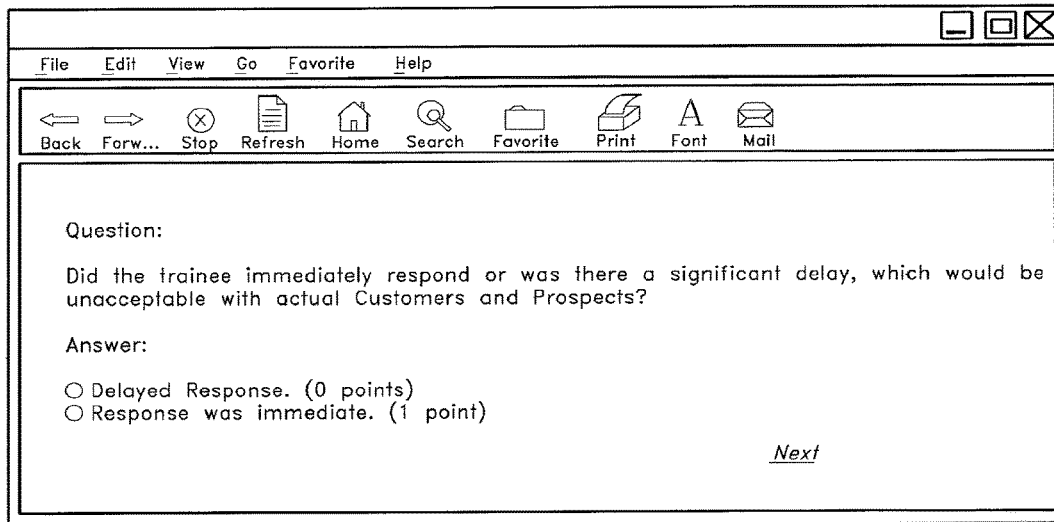 File Edit View Go Favorite Help
Back Forw... Stop Refresh Home Search Favorite Print Font Mail
Question:
Did the trainee immediately respond or was there a significant delay, which would be
unacceptable with actual Customers and Prospects?
Answer:
Delayed Response. (0 points)
Response was immediate. (1 point)
Next